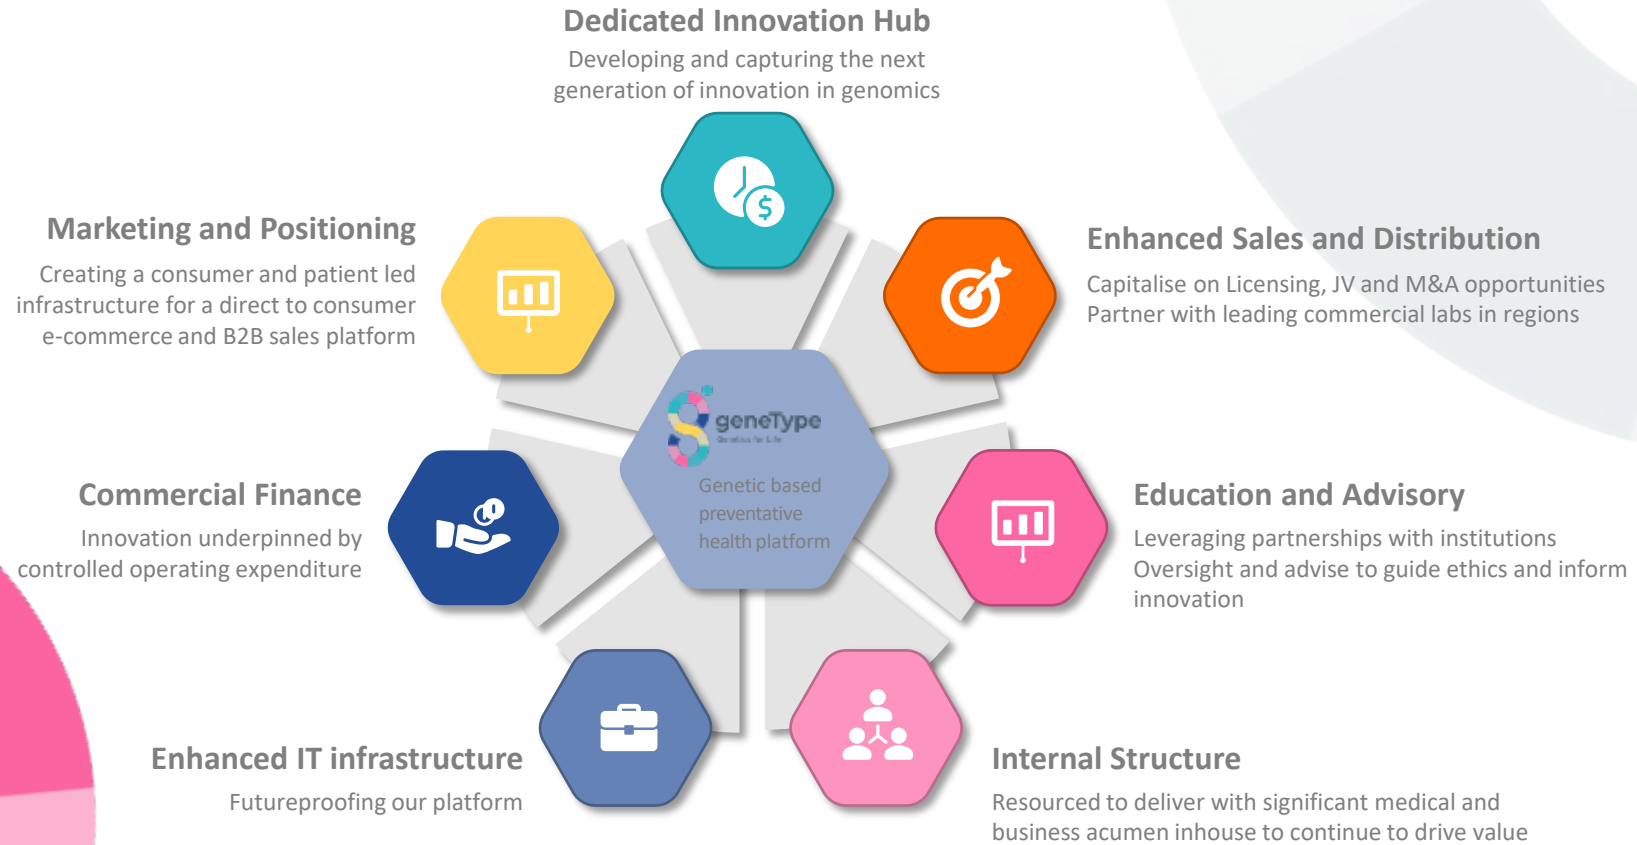 Dedicated Innovation Hub
Developing and capturing the next
generation of innovation in genomics
Marketing and Positioning
Creating a consumer and patient led
infrastructure for a direct to consumer
e-commerce and B2B sales platform
Enhanced Sales and Distribution
Capitalise on Licensing, JV and M&A opportunities
Partner with leading commercial labs in regions
geneType
Genetics for Life
Genetic based
preventative
health platform
Commercial Finance
Innovation underpinned by
controlled operating expenditure
Education and Advisory
Leveraging partnerships with institutions
Oversight and advise to guide ethics and inform
innovation
Enhanced IT infrastructure
Futureproofing our platform
Internal Structure
Resourced to deliver with significant medical and
business acumen inhouse to continue to drive value